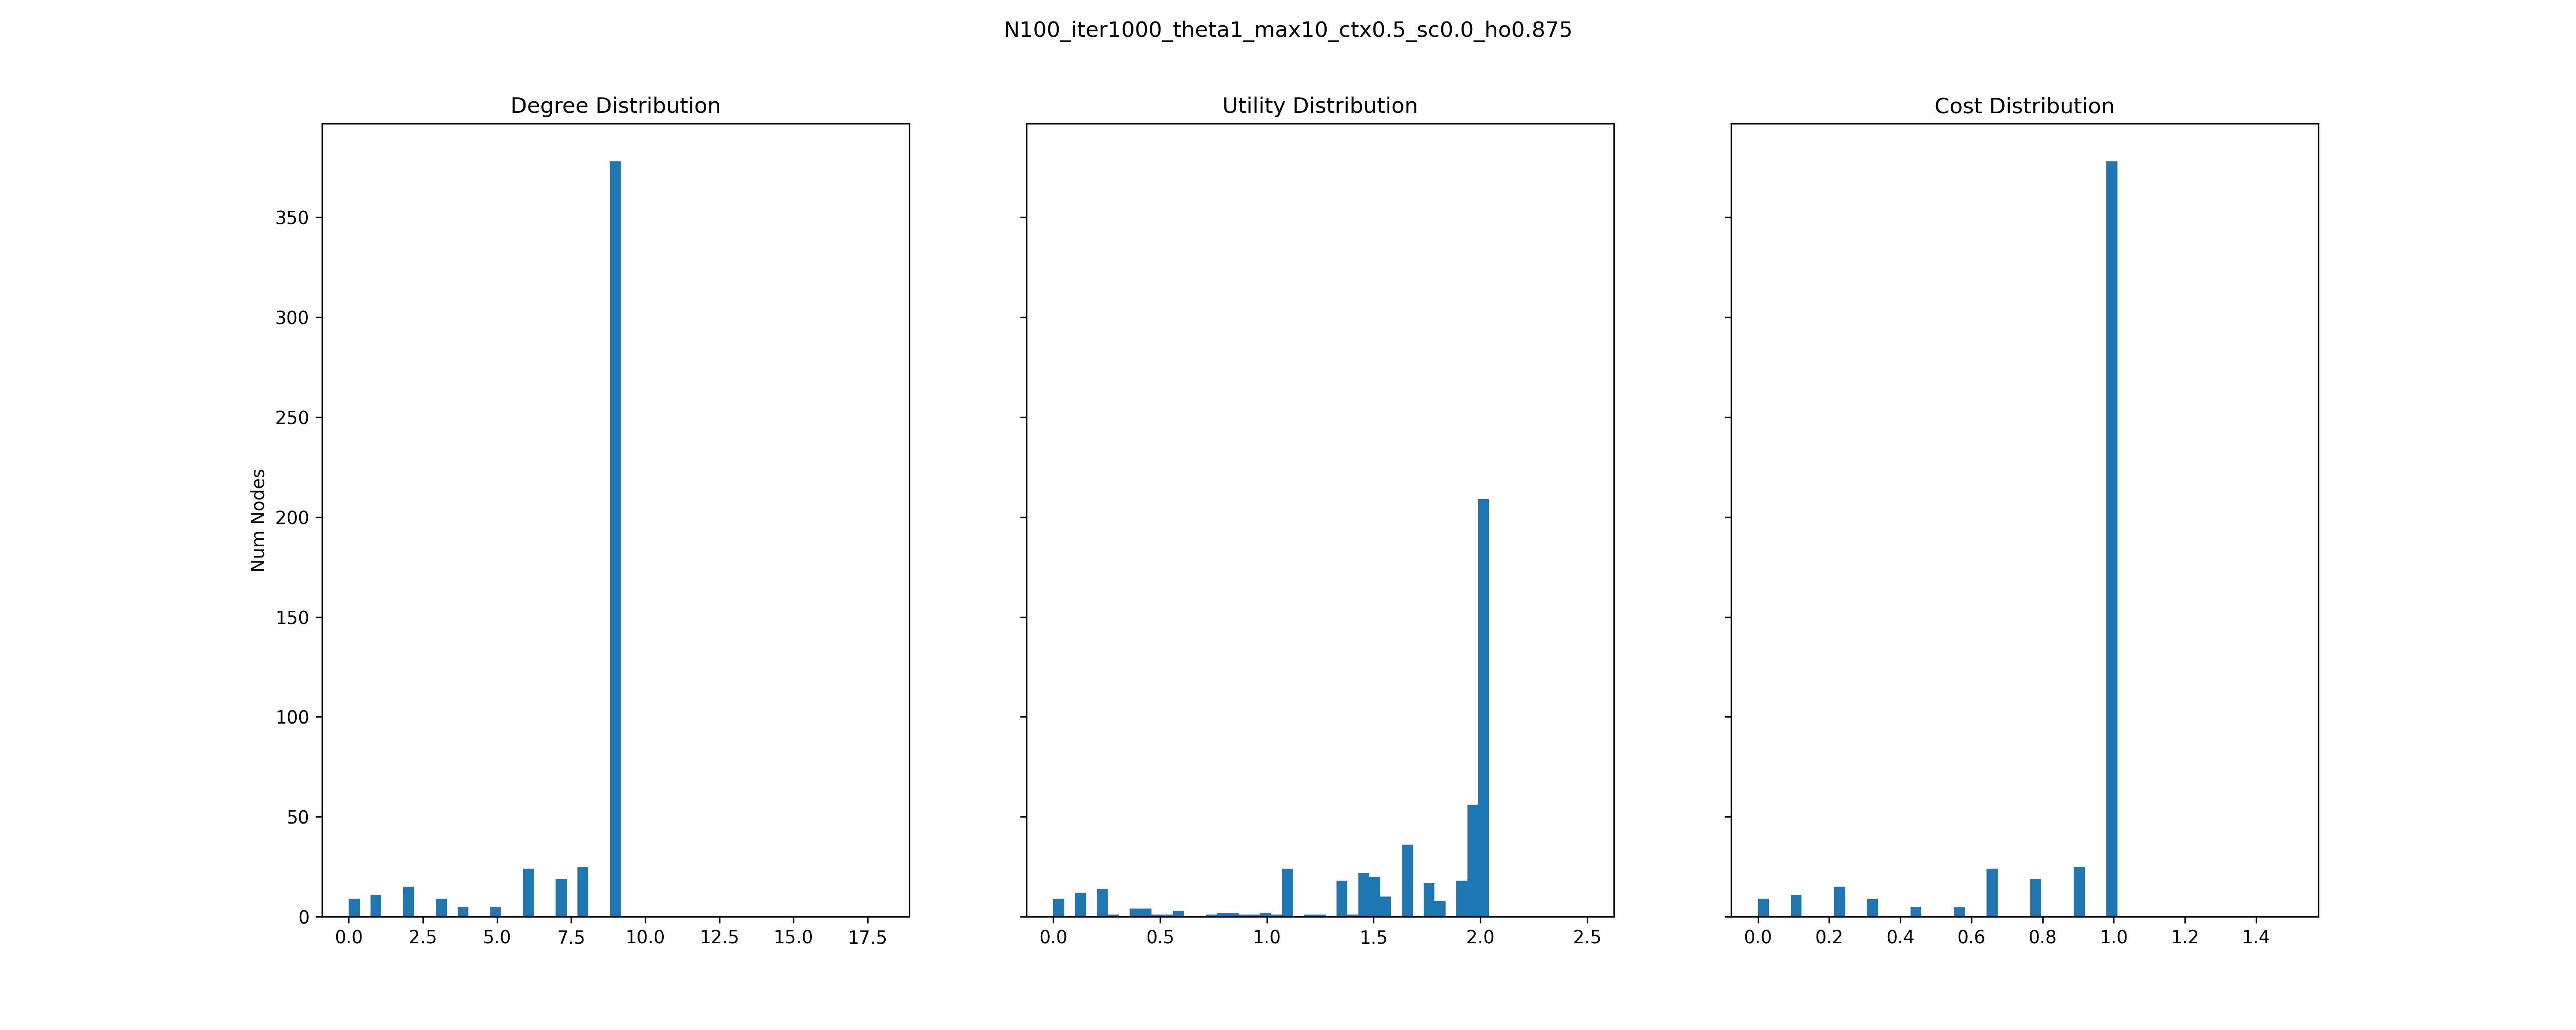 N100_iter1000_theta1_max10_ctx0.5_sc0.0_ho0.875
Degree Distribution
Utility Distribution
Cost Distribution
Num Nodes
350
300
250
200
150
100
50
0
0.0 2.5 5.0 7.5 10.0 12.5 15.0 17.5
0.0 0.5 1.0 1.5 2.0 2.5
0.0 0.2 0.4 0.6 0.8 1.0 1.2 1.4